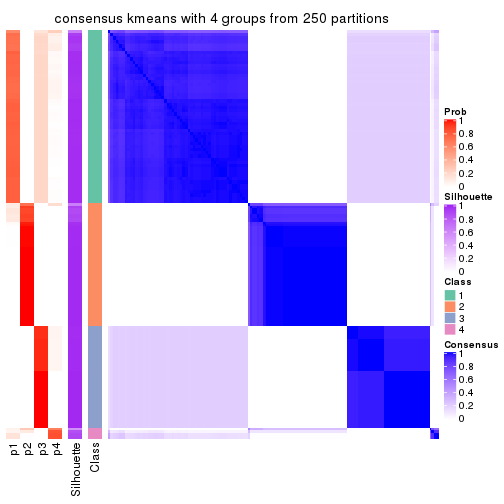 consensus kmeans with 4 groups from 250 partitions
Prob
1
0.8
0.6
0.4
0.2
0
Silhouette
1
0.8
0.6
0.4
0.2
0
Class
1
2
3
4
Consensus
1
0.8
0.6
0.4
0.2
0
p1
p2
p3
p4
Silhouette
Class